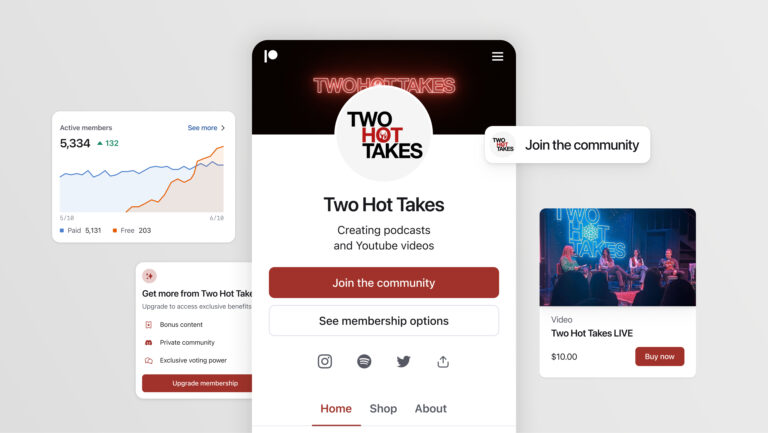 Active members
See more
5,334
132
5/10
6/10
Paid 5,131
Free 203
Get more from Two Hot Take
Upgrade to access exclusive benefits
Bonus content
Private community
Exclusive voting power
Upgrade membership
TWOHOTTAKES
TWO
HOT
TAKES
Two Hot Takes
Creating podcasts
and Youtube videos
Join the community
See membership options
Home
Shop
About
TWO
HOT
TAKES
Join the community
TWO
HOT
TAKES
Video
Two Hot Takes LIVE
$10.00
Buy now